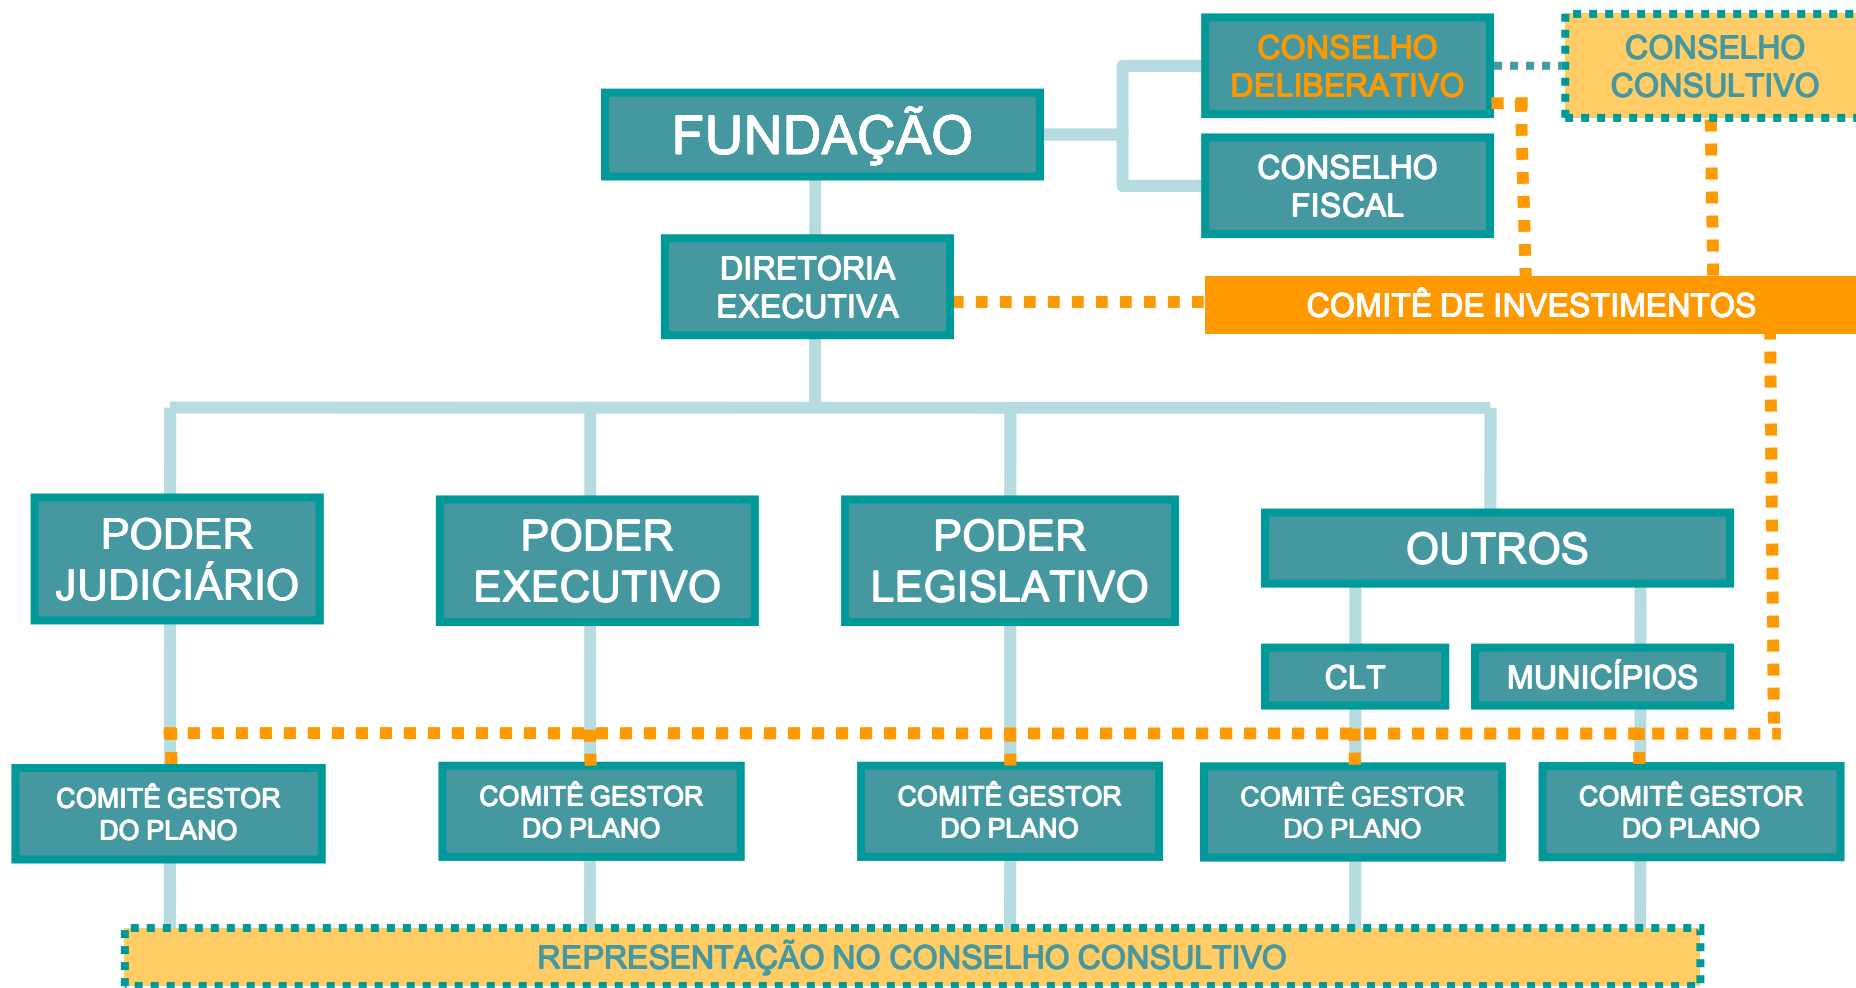 CONSELHO
DELIBERATIVO
CONSELHO
CONSULTIVO
FUNDAÇÃO
CONSELHO
FISCAL
DIRETORIA
EXECUTIVA
COMITÊ DE INVESTIMENTOS
PODER
JUDICIÁRIO
PODER
EXECUTIVO
PODER
LEGISLATIVO
OUTROS
CLT
MUNICÍPIOS
COMITÊ GESTOR
DO PLANO
COMITÊ GESTOR
DO PLANO
COMITÊ GESTOR
DO PLANO
COMITÊ GESTOR
DO PLANO
COMITÊ GESTOR
DO PLANO
REPRESENTAÇÃO NO CONSELHO CONSULTIVO